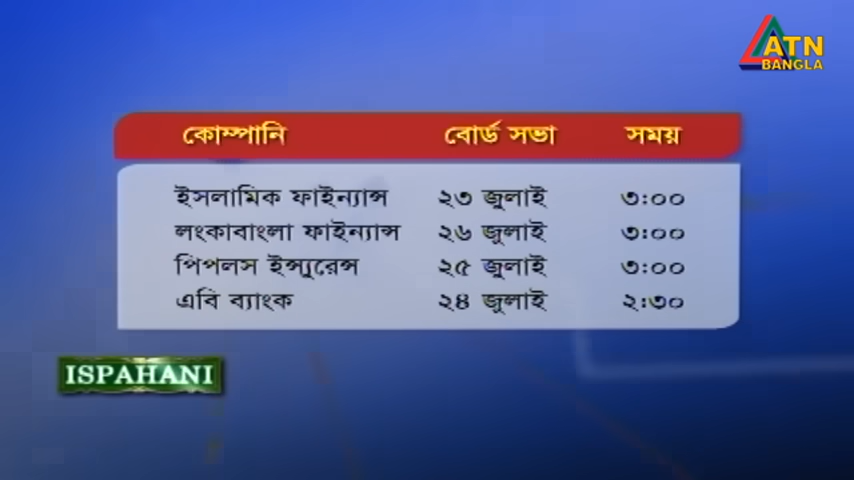 ATN
BANGLA
কোম্পানি বোর্ড সভা সময়
ইসলামিক ফাইন্যান্স ২৩ জুলাই ৩:০০
লংকাবাংলা ফাইন্যান্স ২৬ জুলাই ৩:০০
পিপলস ইন্স্যুরেন্স ২৫ জুলাই ৩:০০
এবি ব্যাংক ২৪ জুলাই ২:৩০
ISPAHANI